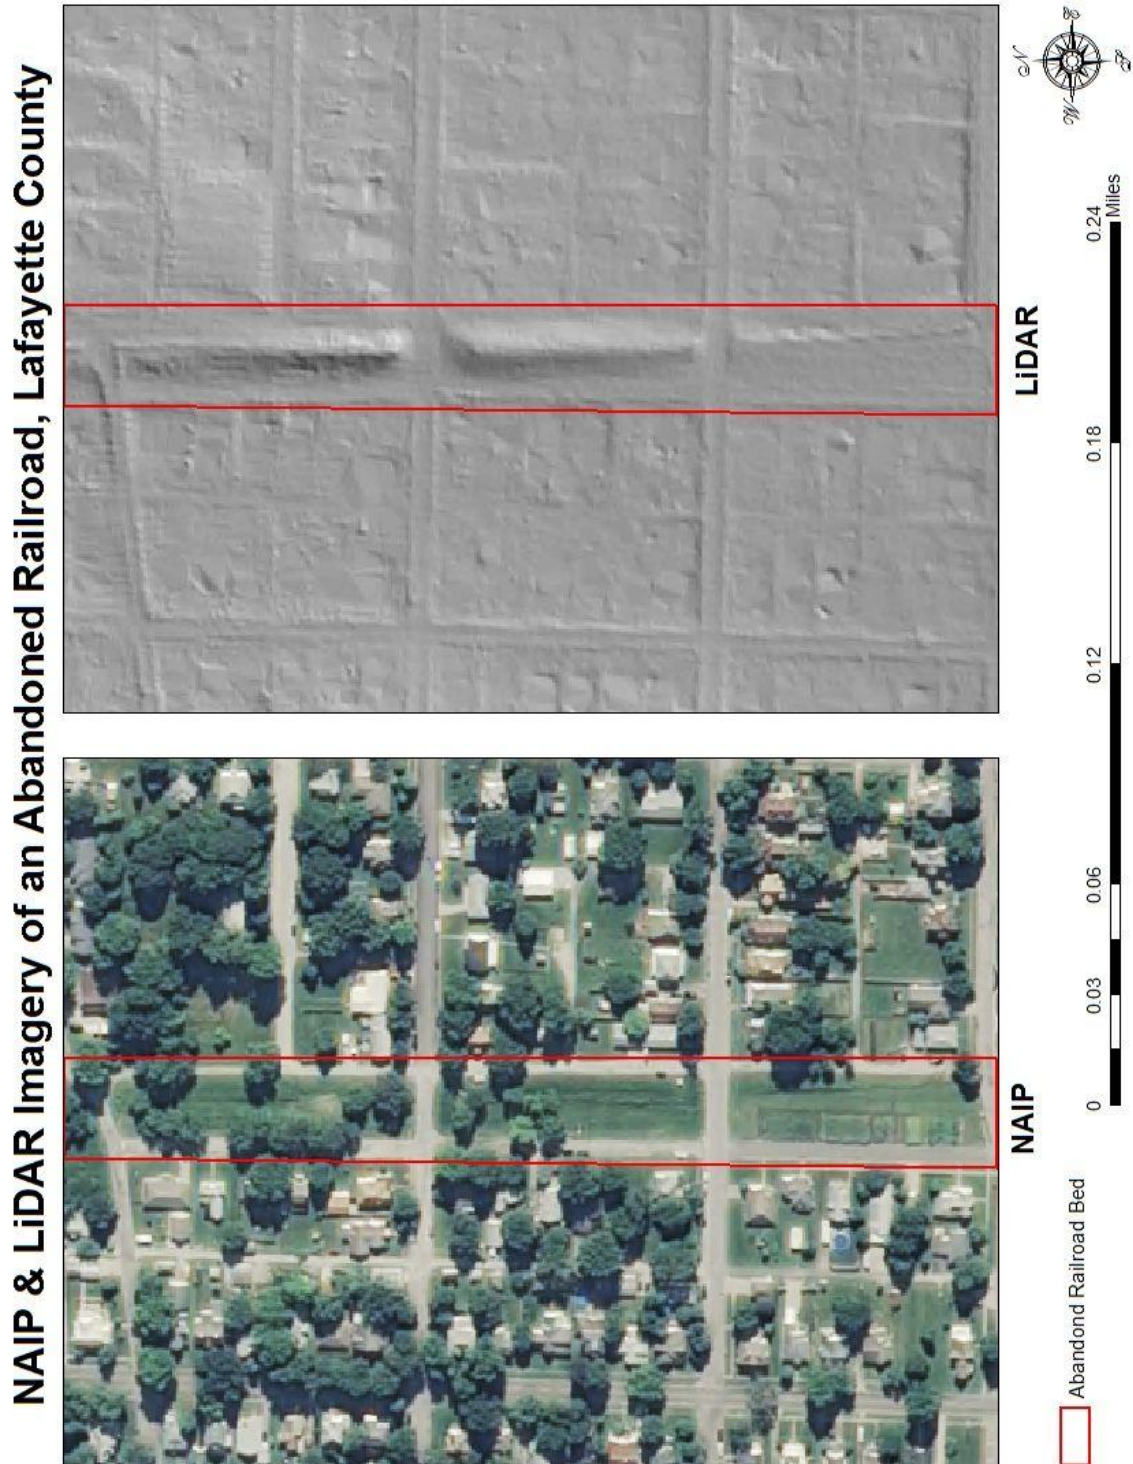 NAIP & LiDAR Imagery of an Abandoned Railroad, Lafayette County
NAIP
LiDAR
Abandond Railroad Bed
0 0.03 0.06 0.12 0.18 0.24
Miles
N
W E
S